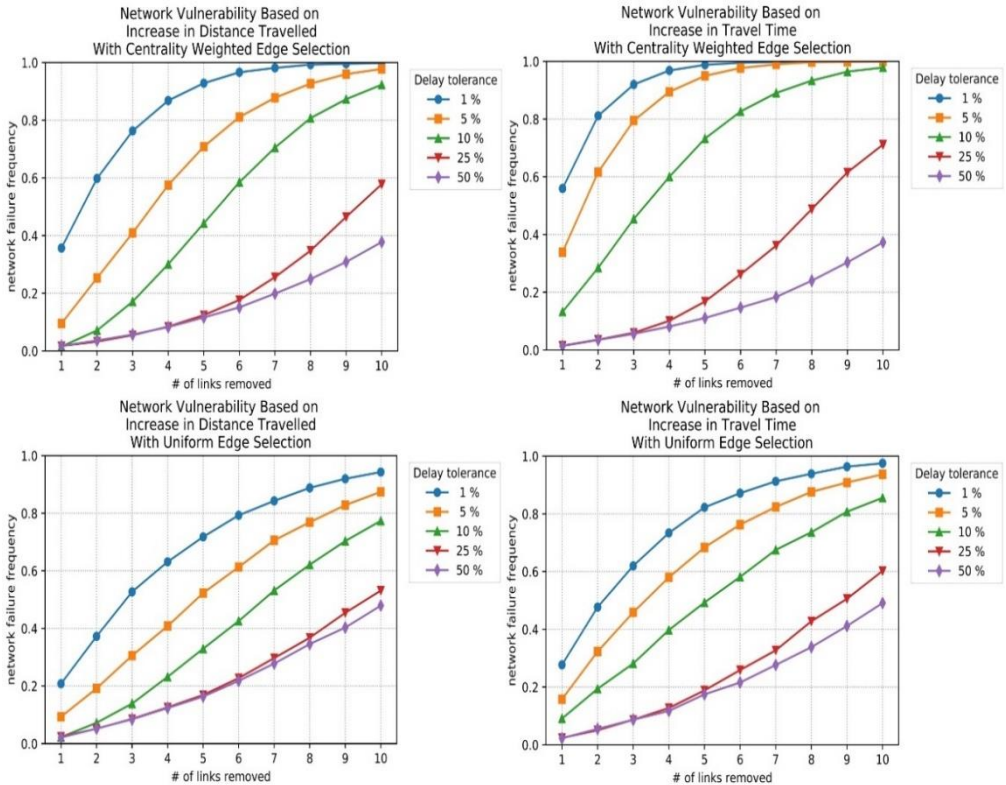 Network Vulnerability Based on
Increase in Distance Travelled
With Centrality Weighted Edge Selection
1.0
0.8
0.6
0.4
0.2
0.0
network failure frequency
1 2 3 4 5 6 7 8 9 10
# of links removed
Delay tolerance
1 %
5 %
10 %
25 %
50 %
Network Vulnerability Based on
Increase in Travel Time
With Centrality Weighted Edge Selection
1.0
0.8
0.6
0.4
0.2
0.0
network failure frequency
1 2 3 4 5 6 7 8 9 10
# of links removed
Delay tolerance
1 %
5 %
10 %
25 %
50 %
Network Vulnerability Based on
Increase in Distance Travelled
With Uniform Edge Selection
1.0
0.8
0.6
0.4
0.2
0.0
network failure frequency
1 2 3 4 5 6 7 8 9 10
# of links removed
Delay tolerance
1 %
5 %
10 %
25 %
50 %
Network Vulnerability Based on
Increase in Travel Time
With Uniform Edge Selection
1.0
0.8
0.6
0.4
0.2
0.0
network failure frequency
1 2 3 4 5 6 7 8 9 10
# of links removed
Delay tolerance
1 %
5 %
10 %
25 %
50 %